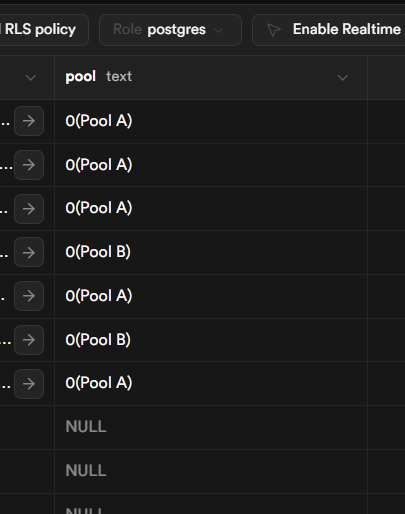 RLS policy
Role postgres
Enable Realtime
pool text
... 0(Pool A)
... 0(Pool A)
.. 0(Pool A)
.. 0(Pool B)
. 0(Pool A)
... 0(Pool B)
.. 0(Pool A)
NULL
NULL
NULL